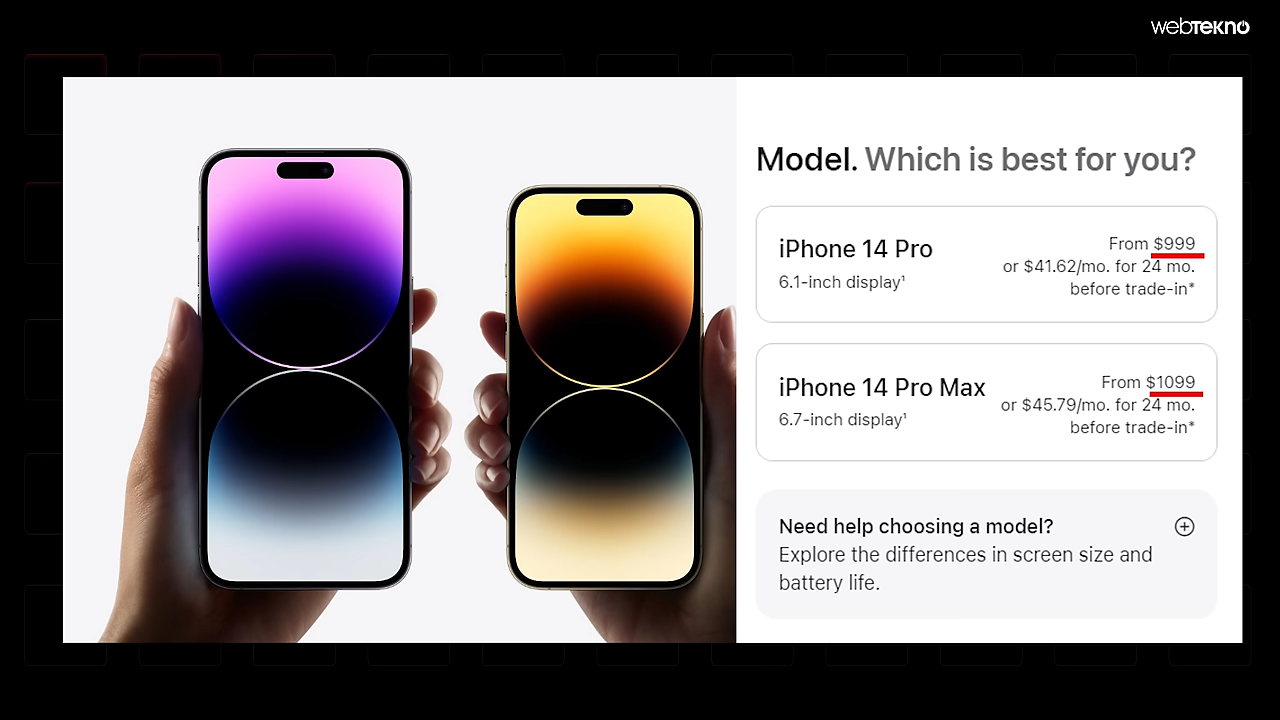 webTEKNO
Model. Which is best for you?
iPhone 14 Pro
6.1-inch display¹
From $999
or $41.62/mo. for 24 mo.
before trade-in*
iPhone 14 Pro Max
6.7-inch display¹
From $1099
or $45.79/mo. for 24 mo.
before trade-in*
Need help choosing a model?
Explore the differences in screen size and
battery life.